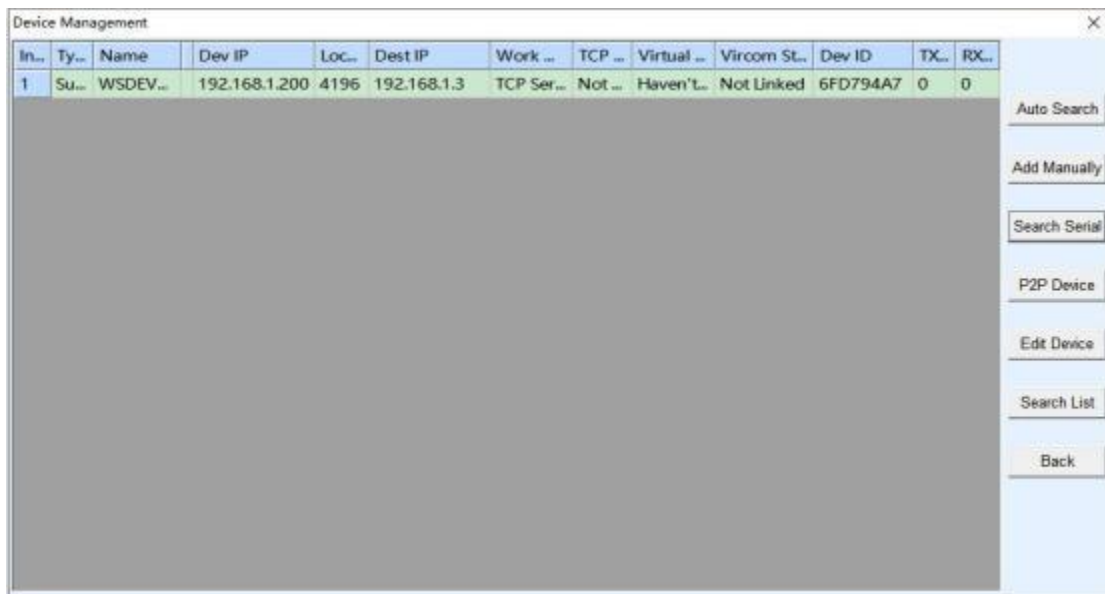 Device Management
In... Ty... Name Dev IP Loc... Dest IP Work ... TCP ... Virtual ... Vircom St... Dev ID TX... RX...
1 Su... WSDEV... 192.168.1.200 4196 192.168.1.3 TCP Ser... Not ... Haven't... Not Linked 6FD794A7 0 0
Auto Search
Add Manually
Search Serial
P2P Device
Edit Device
Search List
Back